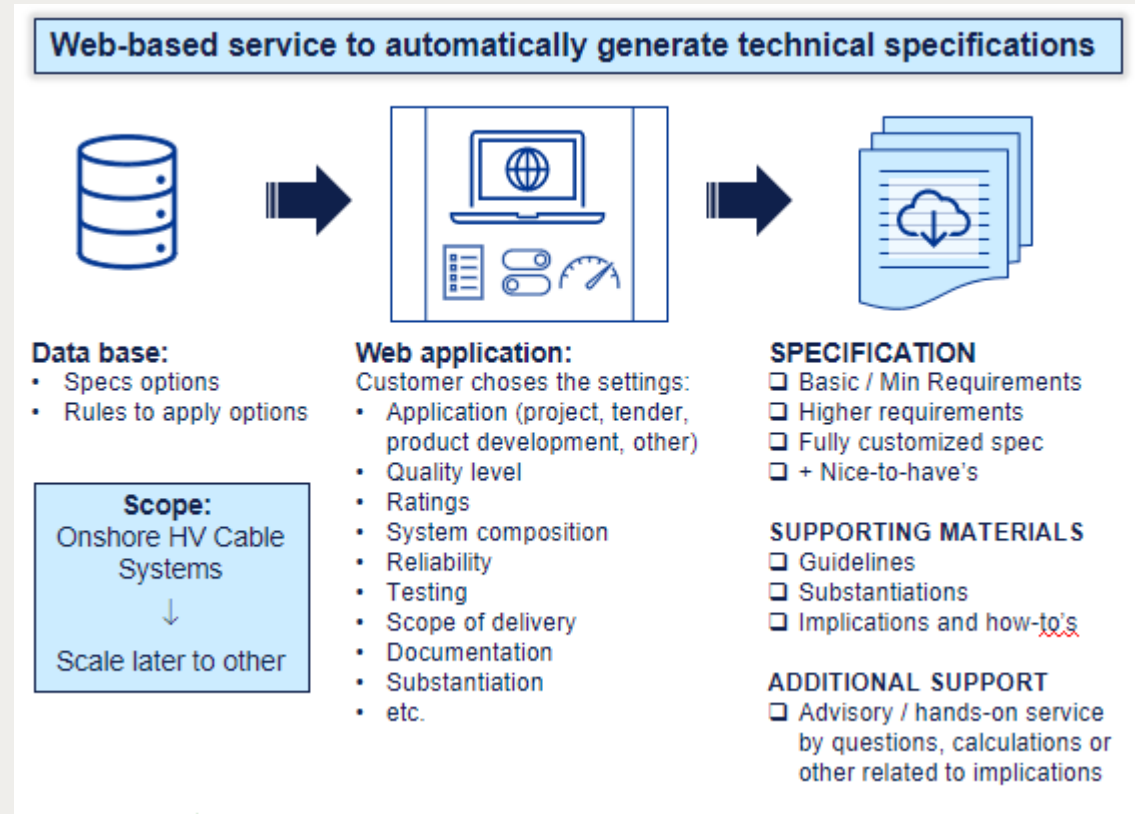 Web-based service to automatically generate technical specifications
Data base:
• Specs options
• Rules to apply options
Scope:
Onshore HV Cable
Systems
↓
Scale later to other
Web application:
Customer choses the settings:
• Application (project, tender,
product development, other)
• Quality level
• Ratings
• System composition
• Reliability
• Testing
• Scope of delivery
• Documentation
• Substantiation
• etc.
SPECIFICATION
❑ Basic / Min Requirements
❑ Higher requirements
❑ Fully customized spec
❑ + Nice-to-have’s
SUPPORTING MATERIALS
❑ Guidelines
❑ Substantiations
❑ Implications and how-to’s
ADDITIONAL SUPPORT
❑ Advisory / hands-on service
by questions, calculations or
other related to implications